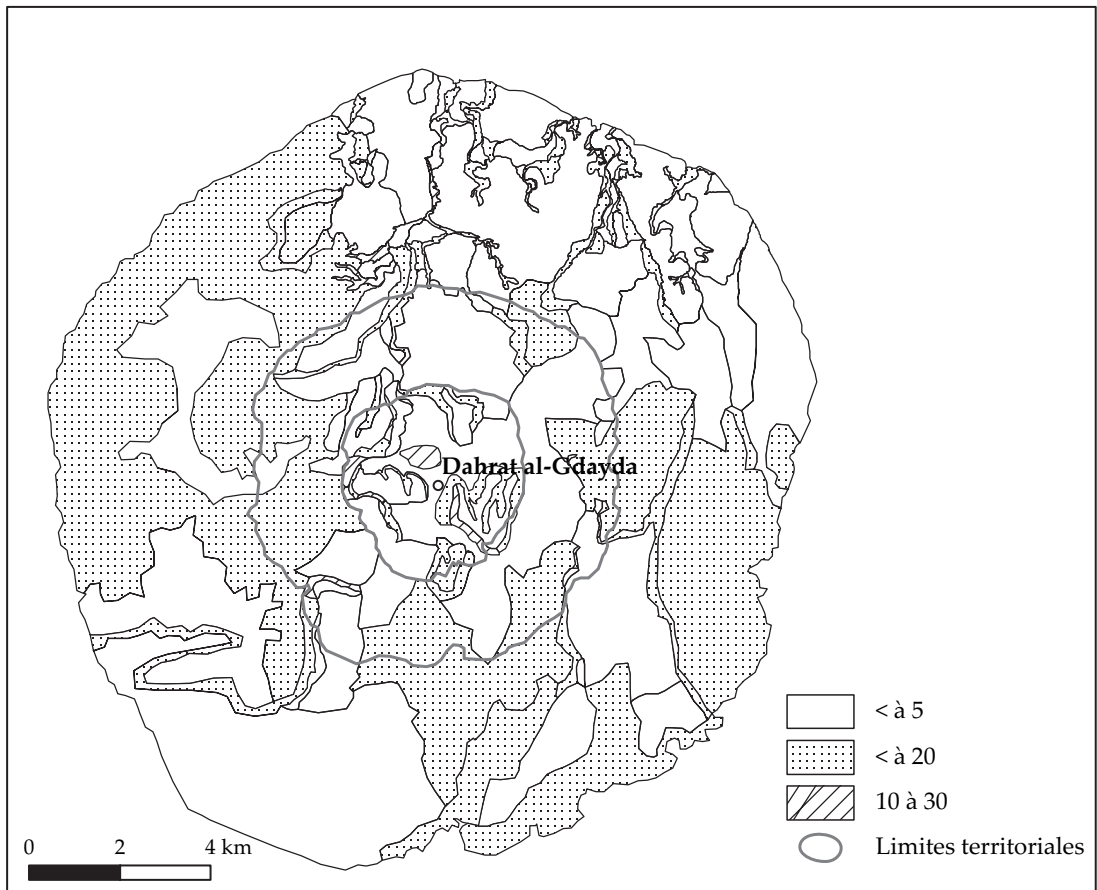 Dahrat al-Gdayda
< à 5
< à 20
10 à 30
Limites territoriales
0 2 4 km